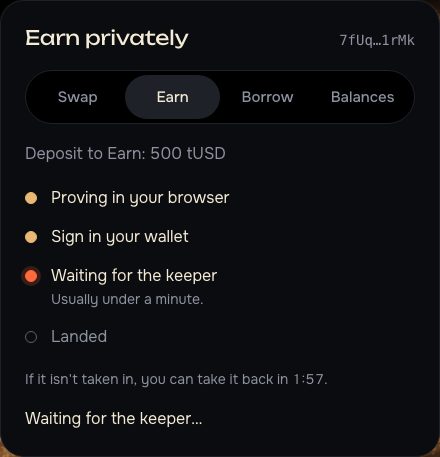 Earn privately
7fUq…1rMk
Swap
Earn
Borrow
Balances
Deposit to Earn: 500 tUSD
Proving in your browser
Sign in your wallet
Waiting for the keeper
Usually under a minute.
Landed
If it isn't taken in, you can take it back in 1:57.
Waiting for the keeper…